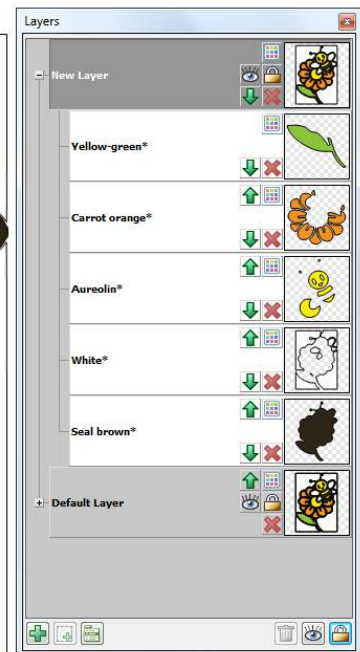 Layers
New Layer
Yellow-green*
Carrot orange*
Aureolin*
White*
Seal brown*
Default Layer